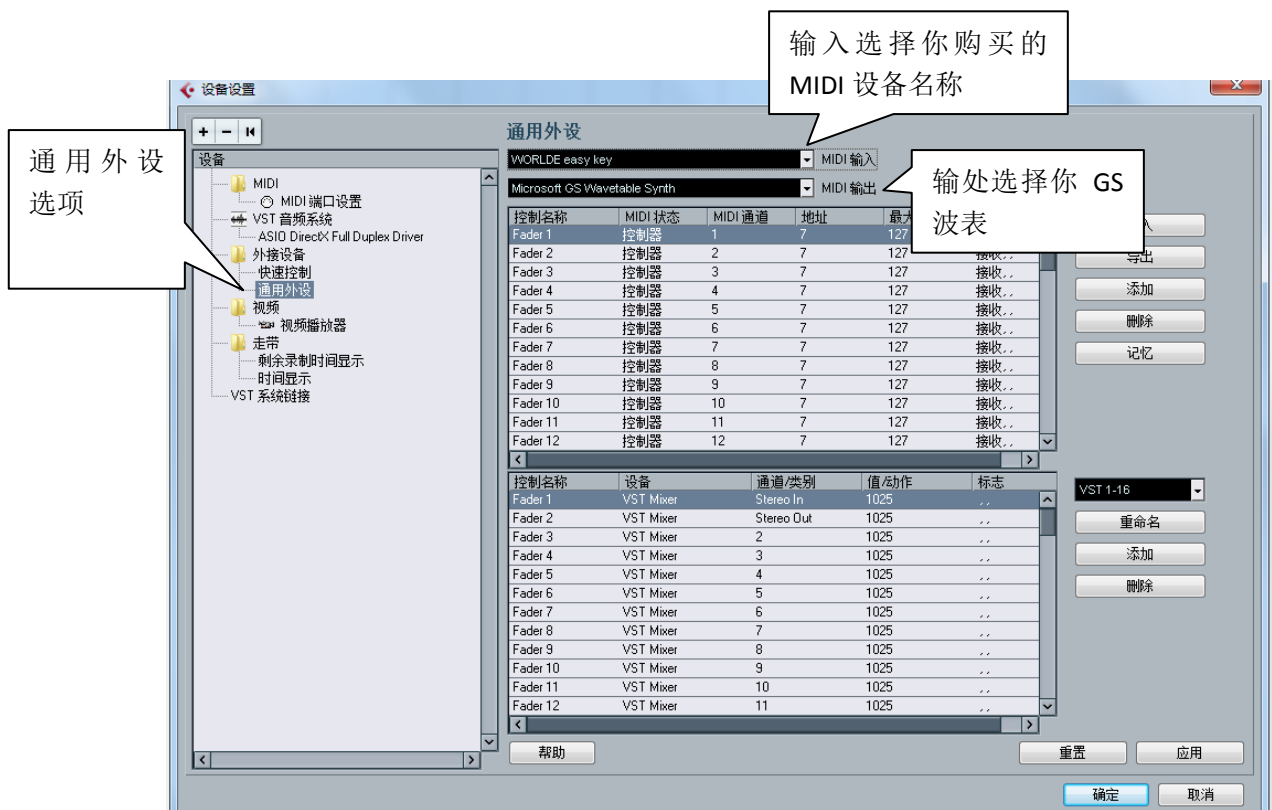 输入选择你购买的
MIDI 设备名称
设备设置
通用外设
选项
+ - 
设备
MIDI
MIDI 端口设置
VST 音频系统
ASIO DirectX Full Duplex Driver
外接设备
快速控制
通用外设
视频
视频播放器
走带
剩余录制时间显示
时间显示
VST 系统链接
通用外设
WORLDE easy key MIDI 输入
Microsoft GS Wavetable Synth MIDI 输出
输处选择你 GS
波表
控制名称 MIDI 状态 MIDI 通道 地址
Fader 1 控制器 1 7 127
Fader 2 控制器 2 7 127 接收,,
Fader 3 控制器 3 7 127 接收,,
Fader 4 控制器 4 7 127 接收,,
Fader 5 控制器 5 7 127 接收,,
Fader 6 控制器 6 7 127 接收,,
Fader 7 控制器 7 7 127 接收,,
Fader 8 控制器 8 7 127 接收,,
Fader 9 控制器 9 7 127 接收,,
Fader 10 控制器 10 7 127 接收,,
Fader 11 控制器 11 7 127 接收,,
Fader 12 控制器 12 7 127 接收,,
导出
添加
删除
记忆
控制名称 设备 通道/类别 值/动作 标志
Fader 1 VST Mixer Stereo In 1025 ,,
Fader 2 VST Mixer Stereo Out 1025 ,,
Fader 3 VST Mixer 2 1025 ,,
Fader 4 VST Mixer 3 1025 ,,
Fader 5 VST Mixer 4 1025 ,,
Fader 6 VST Mixer 5 1025 ,,
Fader 7 VST Mixer 6 1025 ,,
Fader 8 VST Mixer 7 1025 ,,
Fader 9 VST Mixer 8 1025 ,,
Fader 10 VST Mixer 9 1025 ,,
Fader 11 VST Mixer 10 1025 ,,
Fader 12 VST Mixer 11 1025 ,,
VST 1-16
重命名
添加
删除
帮助
重置
应用
确定
取消